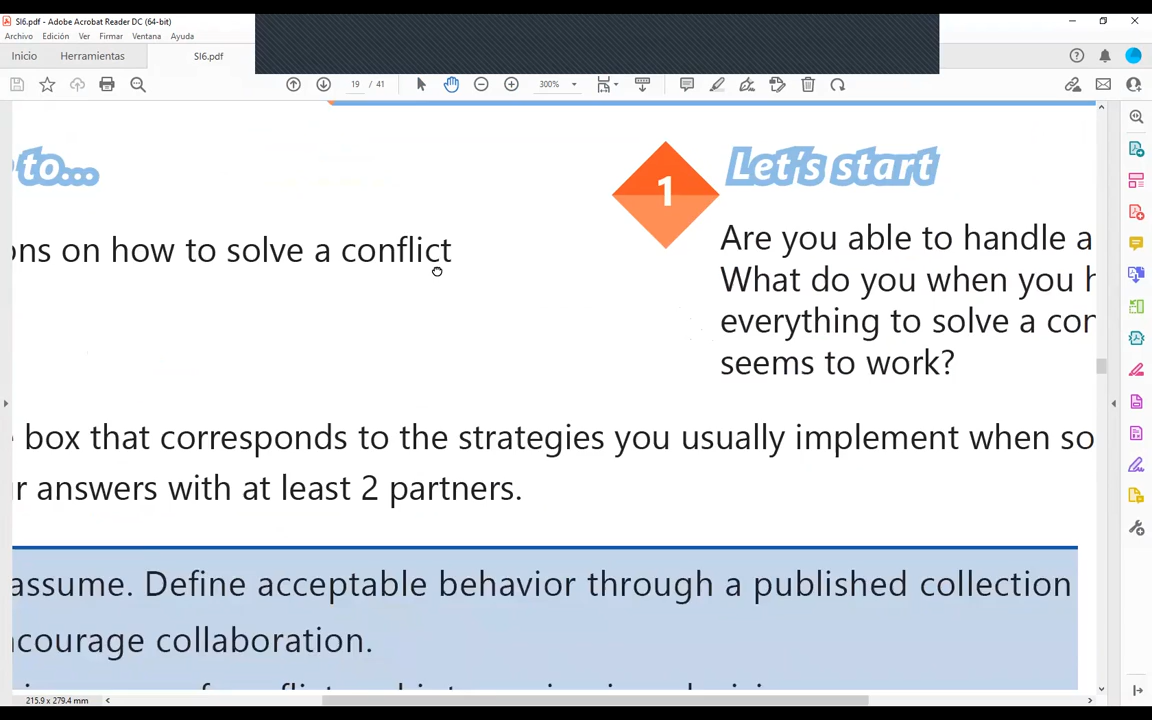 SI6.pdf - Adobe Acrobat Reader DC (64-bit)
Archivo Edición Ver Firmar Ventana Ayuda
Inicio Herramientas SI6.pdf
19 / 41 300%
to...
Let's start
1
ons on how to solve a conflict
Are you able to handle a
What do you when you h
everything to solve a con
seems to work?
box that corresponds to the strategies you usually implement when so
r answers with at least 2 partners.
assume. Define acceptable behavior through a published collection
ncourage collaboration.
215.9 x 279.4 mm